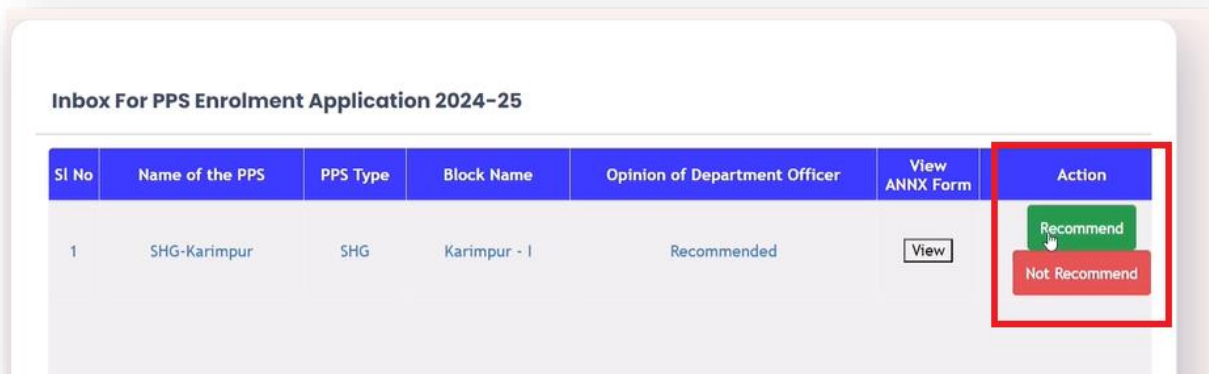 Inbox For PPS Enrolment Application 2024-25
Sl No Name of the PPS PPS Type Block Name Opinion of Department Officer View ANNX Form Action
1 SHG-Karimpur SHG Karimpur - I Recommended View Recommend
Not Recommend